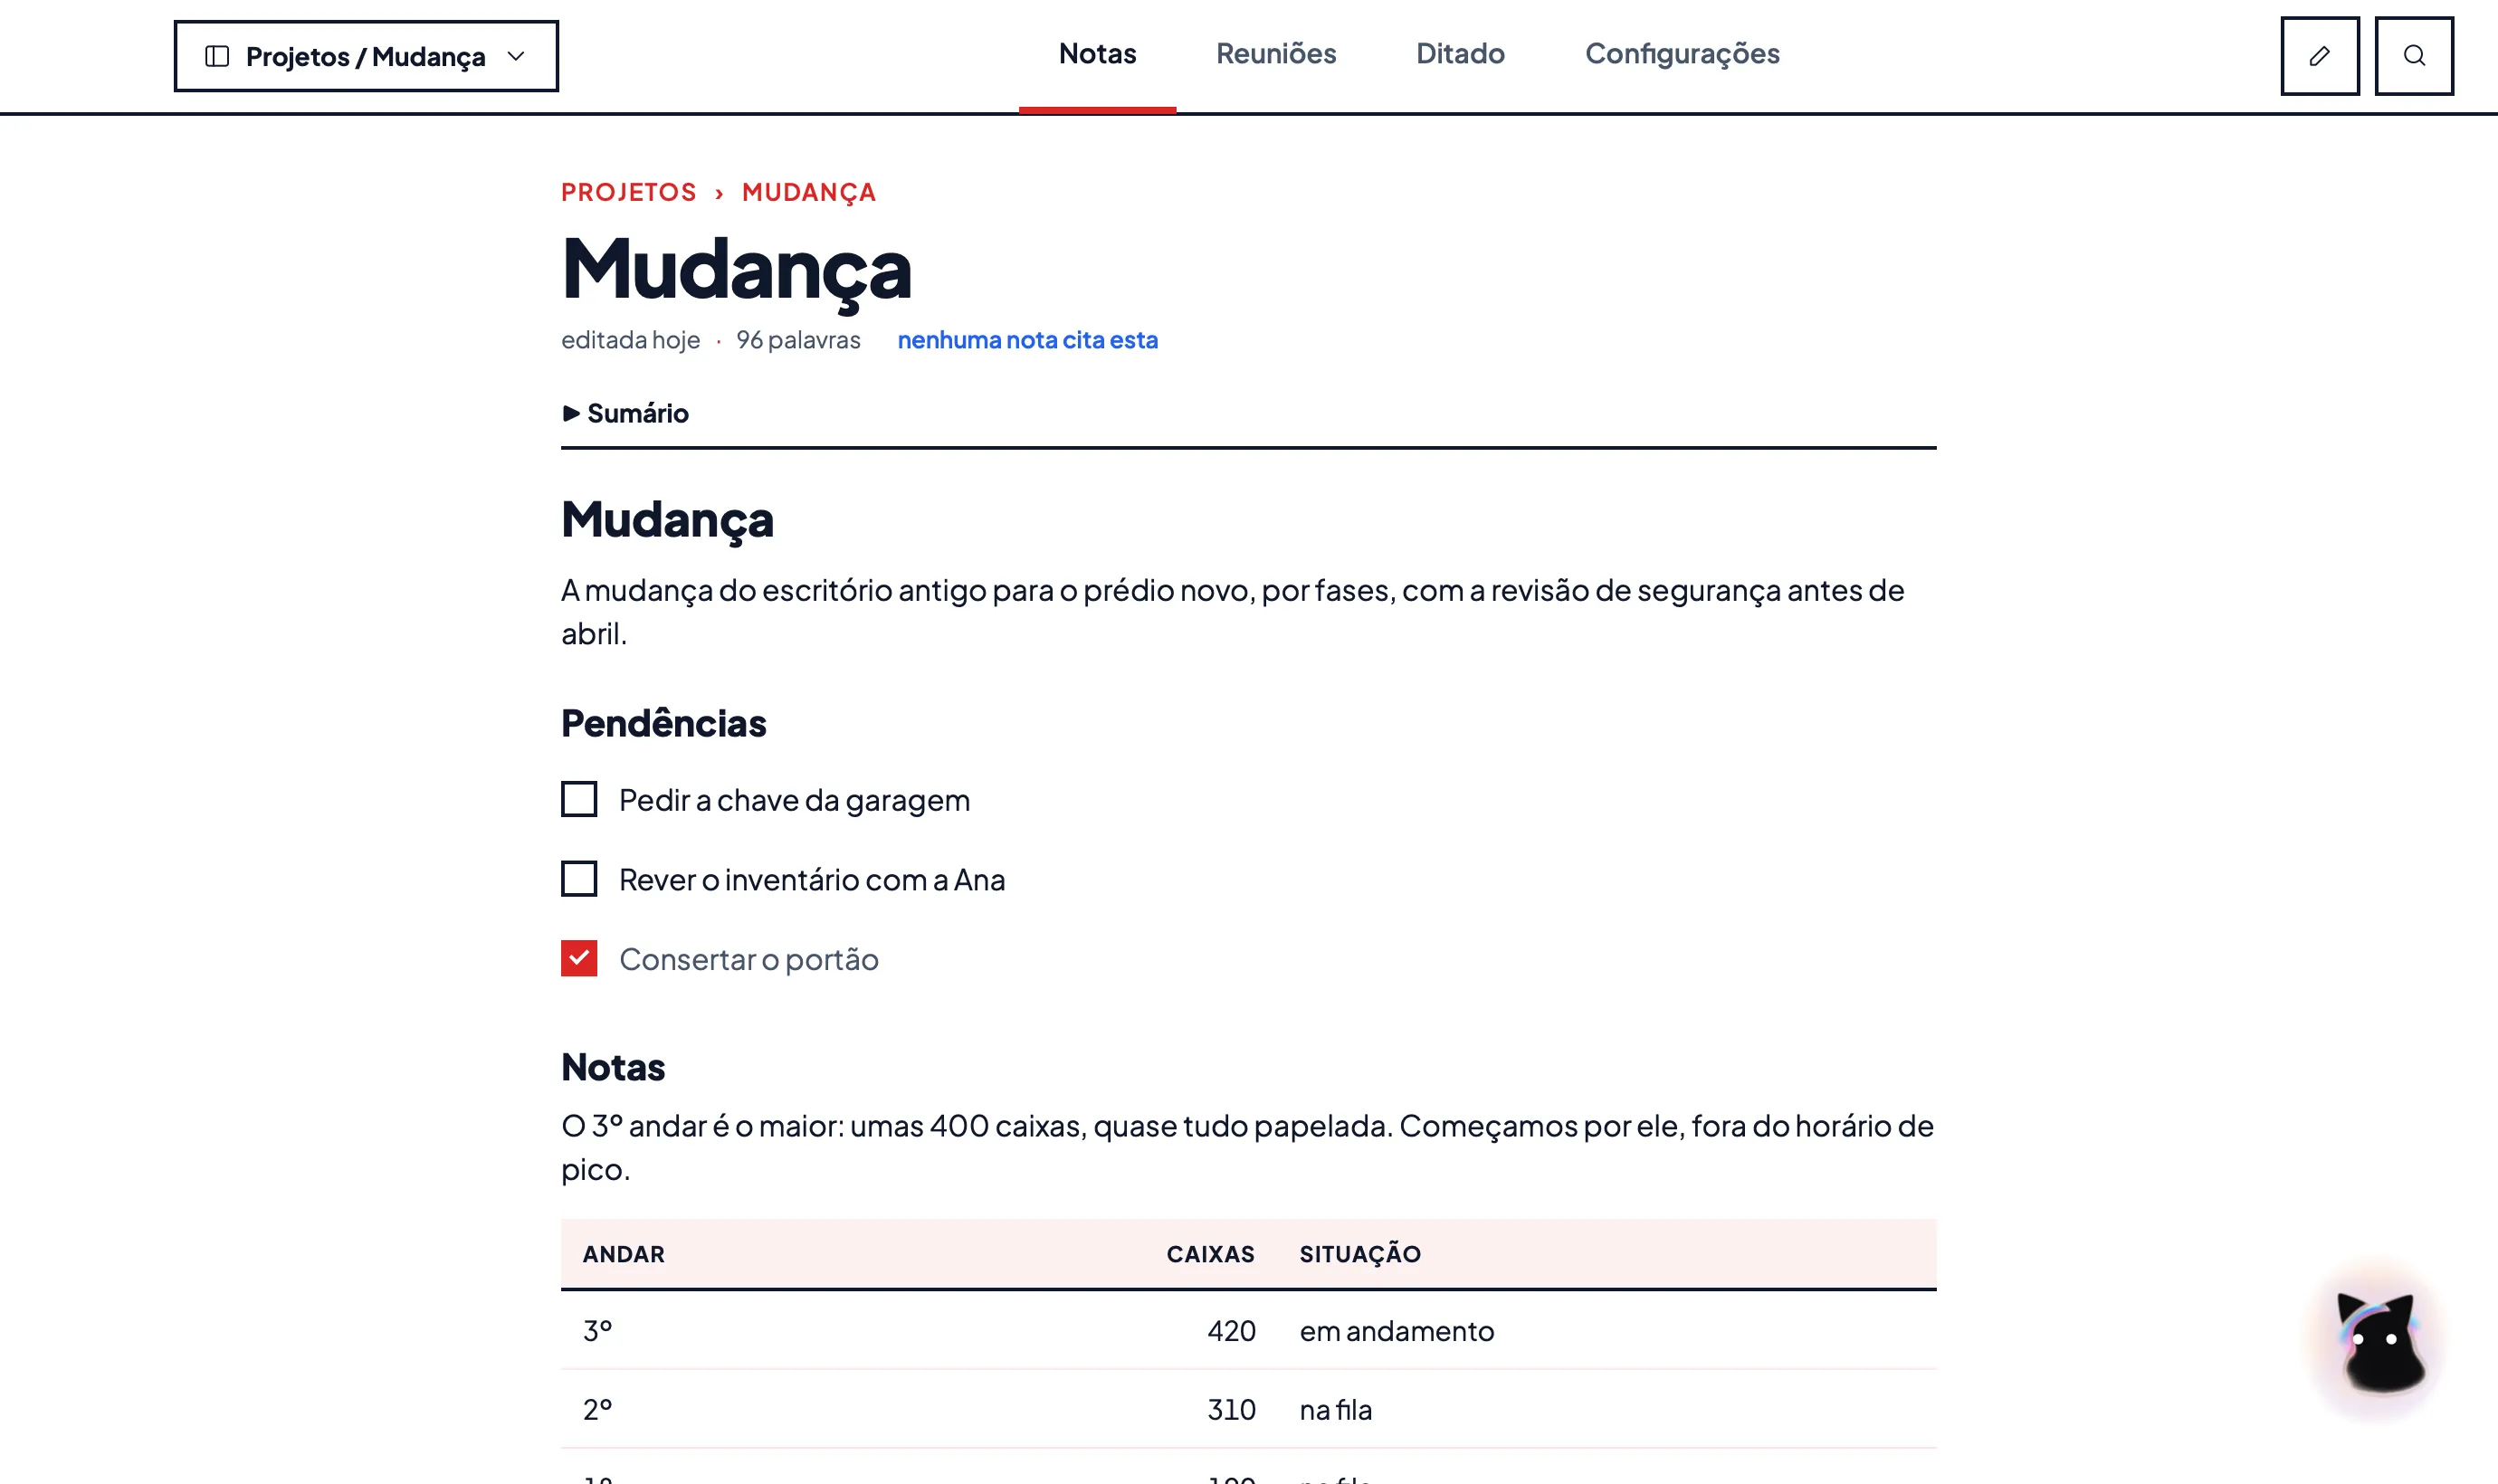 Projetos / Mudança
Notas
Reuniões
Ditado
Configurações
PROJETOS › MUDANÇA
Mudança
editada hoje · 96 palavras nenhuma nota cita esta
Sumário
Mudança
A mudança do escritório antigo para o prédio novo, por fases, com a revisão de segurança antes de
abril.
Pendências
Pedir a chave da garagem
Rever o inventário com a Ana
Consertar o portão
Notas
O 3º andar é o maior: umas 400 caixas, quase tudo papelada. Começamos por ele, fora do horário de
pico.
ANDAR CAIXAS SITUAÇÃO
3º 420 em andamento
2º 310 na fila